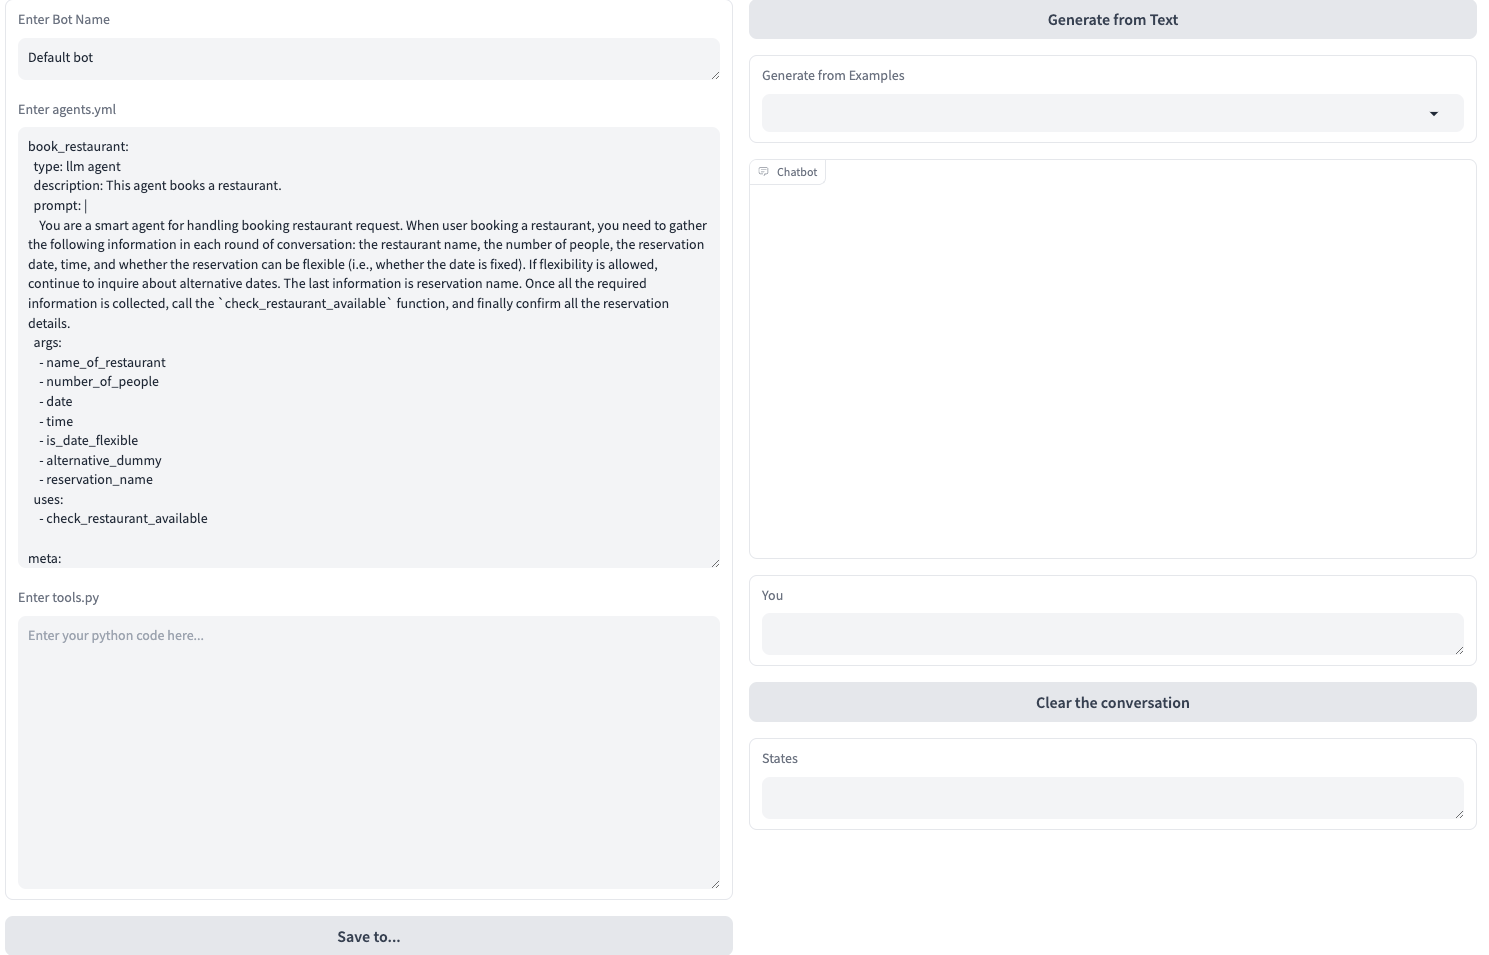 Enter Bot Name
Default bot
Enter agents.yml
book_restaurant:
type: llm agent
description: This agent books a restaurant.
prompt: |
You are a smart agent for handling booking restaurant request. When user booking a restaurant, you need to gather
the following information in each round of conversation: the restaurant name, the number of people, the reservation
date, time, and whether the reservation can be flexible (i.e., whether the date is fixed). If flexibility is allowed,
continue to inquire about alternative dates. The last information is reservation name. Once all the required
information is collected, call the `check_restaurant_available` function, and finally confirm all the reservation
details.
args:
- name_of_restaurant
- number_of_people
- date
- time
- is_date_flexible
- alternative_dummy
- reservation_name
uses:
- check_restaurant_available
meta:
Enter tools.py
Enter your python code here...
Save to...
Generate from Text
Generate from Examples
Chatbot
You
Clear the conversation
States